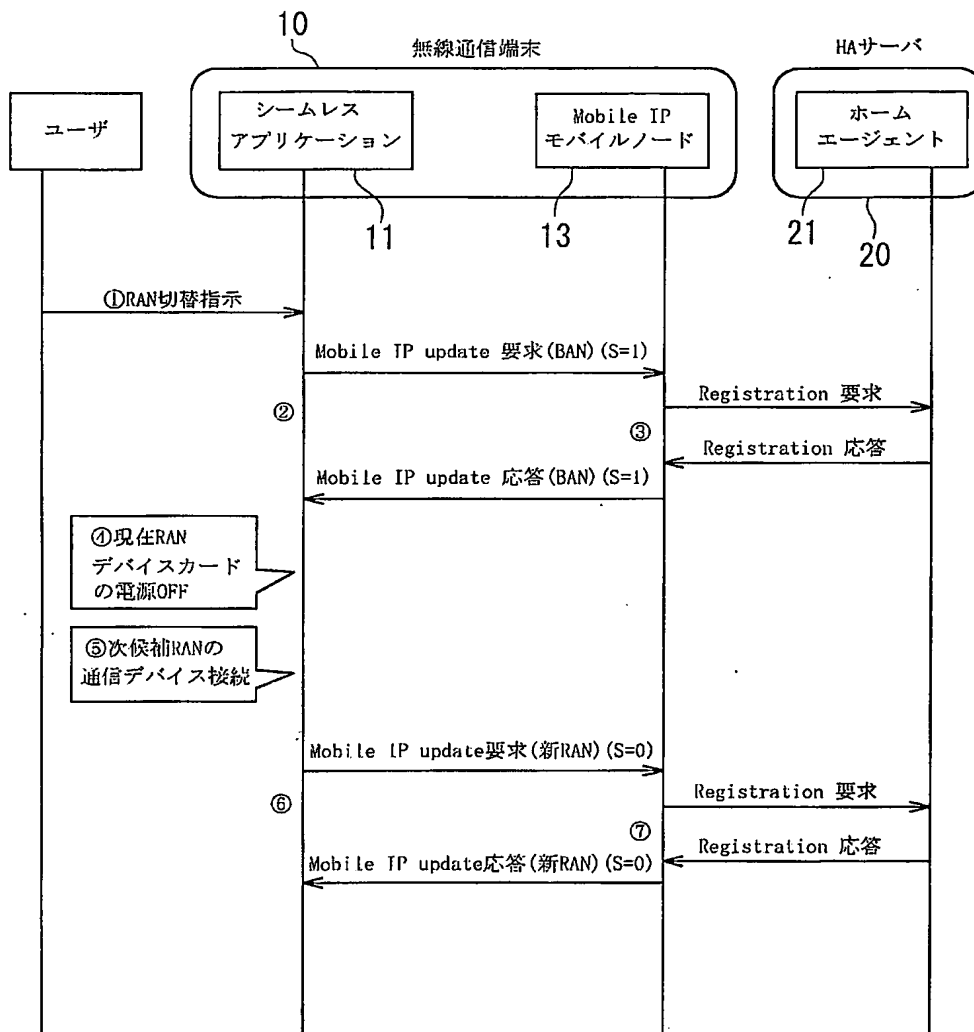 10
無線通信端末
HAサーバ
ユーザ
シームレス
アプリケーション
Mobile IP
モバイルノード
ホーム
エージェント
11
13
21
20
①RAN切替指示
Mobile IP update 要求(BAN)(S=1)
②
Registration 要求
③
Registration 応答
Mobile IP update 応答(BAN)(S=1)
④現在RAN
デバイスカード
の電源OFF
⑤次候補RANの
通信デバイス接続
Mobile IP update要求(新RAN)(S=0)
⑥
Registration 要求
⑦
Registration 応答
Mobile IP update応答(新RAN)(S=0)